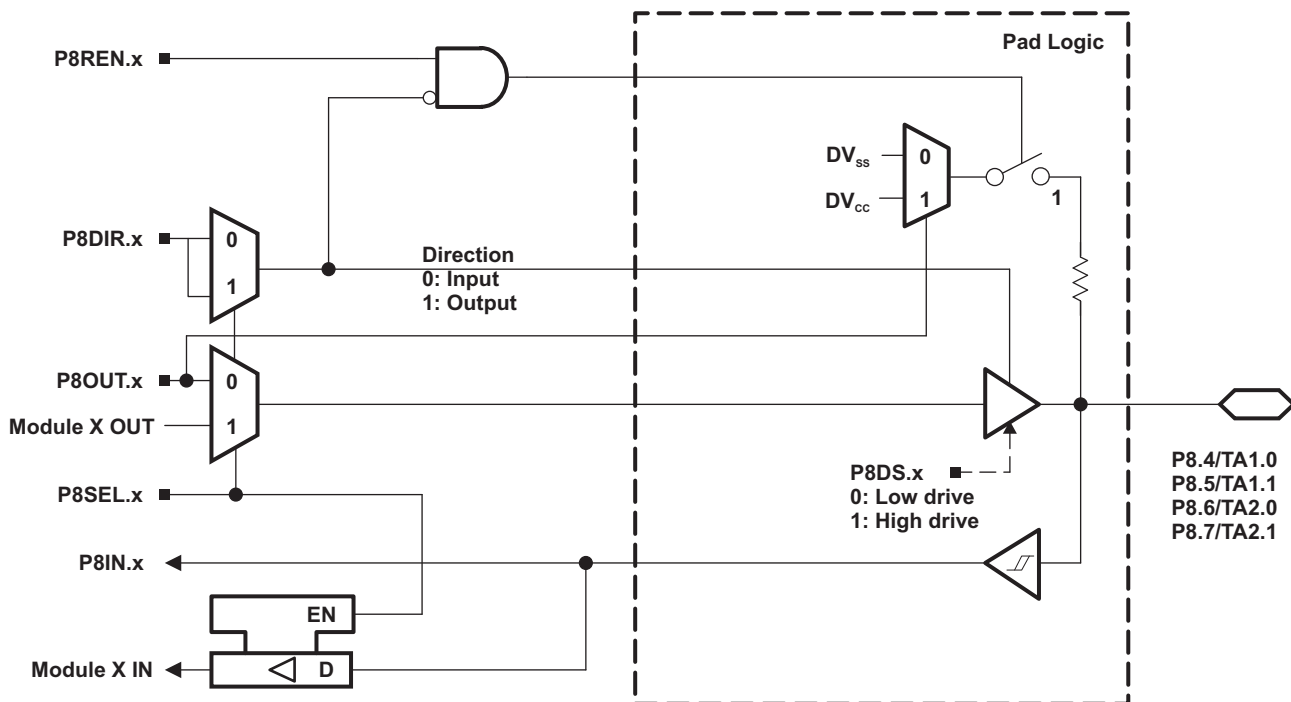 Pad Logic
P8REN.x
DVSS
0
DVCC
1
1
P8DIR.x
0
1
Direction
0: Input
1: Output
P8OUT.x
0
Module X OUT
1
P8DS.x
0: Low drive
1: High drive
P8.4/TA1.0
P8.5/TA1.1
P8.6/TA2.0
P8.7/TA2.1
P8SEL.x
P8IN.x
EN
Module X IN
D